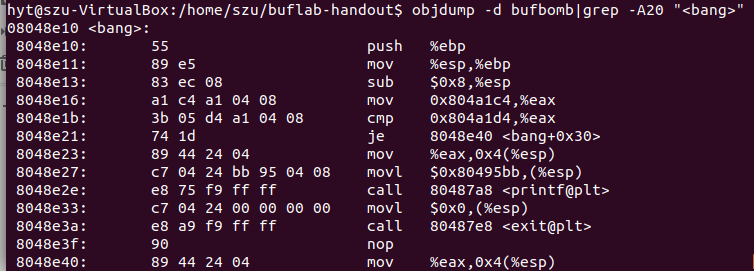 hyt@szu-VirtualBox:/home/szu/buflab-handout$ objdump -d bufbomb|grep -A20 "<bang>"
08048e10 <bang>:
 8048e10:	55	push   %ebp
 8048e11:	89 e5	mov    %esp,%ebp
 8048e13:	83 ec 08	sub    $0x8,%esp
 8048e16:	a1 c4 a1 04 08	mov    0x804a1c4,%eax
 8048e1b:	3b 05 d4 a1 04 08	cmp    0x804a1d4,%eax
 8048e21:	74 1d	je     8048e40 <bang+0x30>
 8048e23:	89 44 24 04	mov    %eax,0x4(%esp)
 8048e27:	c7 04 24 bb 95 04 08	movl   $0x80495bb,(%esp)
 8048e2e:	e8 75 f9 ff ff	call   80487a8 <printf@plt>
 8048e33:	c7 04 24 00 00 00 00	movl   $0x0,(%esp)
 8048e3a:	e8 a9 f9 ff ff	call   80487e8 <exit@plt>
 8048e3f:	90	nop
 8048e40:	89 44 24 04	mov    %eax,0x4(%esp)